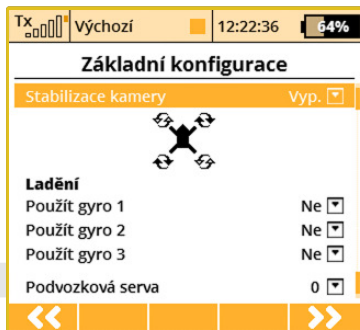 Tx Výchozí 12:22:36 64%
Základní konfigurace
Stabilizace kamery Vyp.
Ladění
Použít gyro 1 Ne
Použít gyro 2 Ne
Použít gyro 3 Ne
Podvozková serva 0